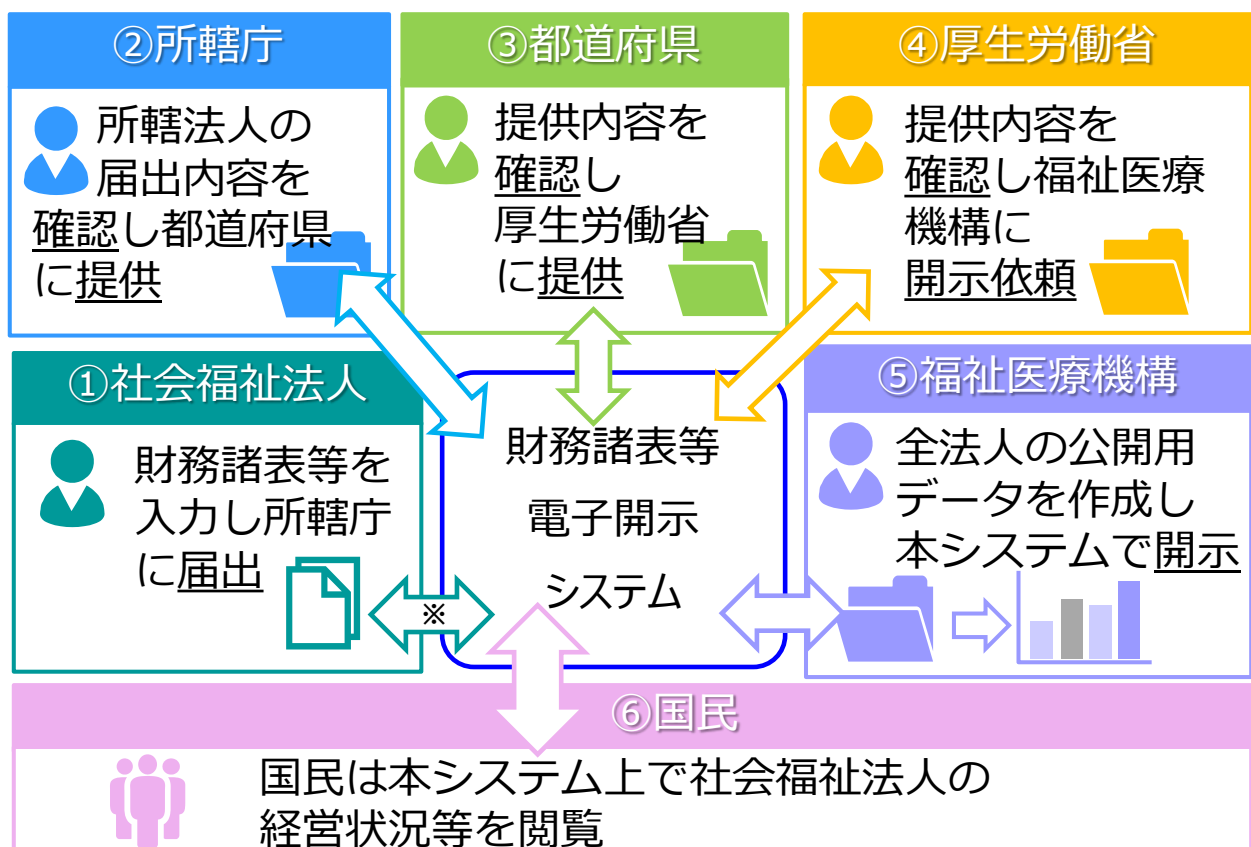 ②所轄庁
所轄法人の
届出内容を
確認し都道府県
に提供
③都道府県
提供内容を
確認し
厚生労働省
に提供
④厚生労働省
提供内容を
確認し福祉医療
機構に
開示依頼
①社会福祉法人
財務諸表等を
入力し所轄庁
に届出
※
財務諸表等
電子開示
システム
⑤福祉医療機構
全法人の公開用
データを作成し
本システムで開示
⑥国民
国民は本システム上で社会福祉法人の
経営状況等を閲覧